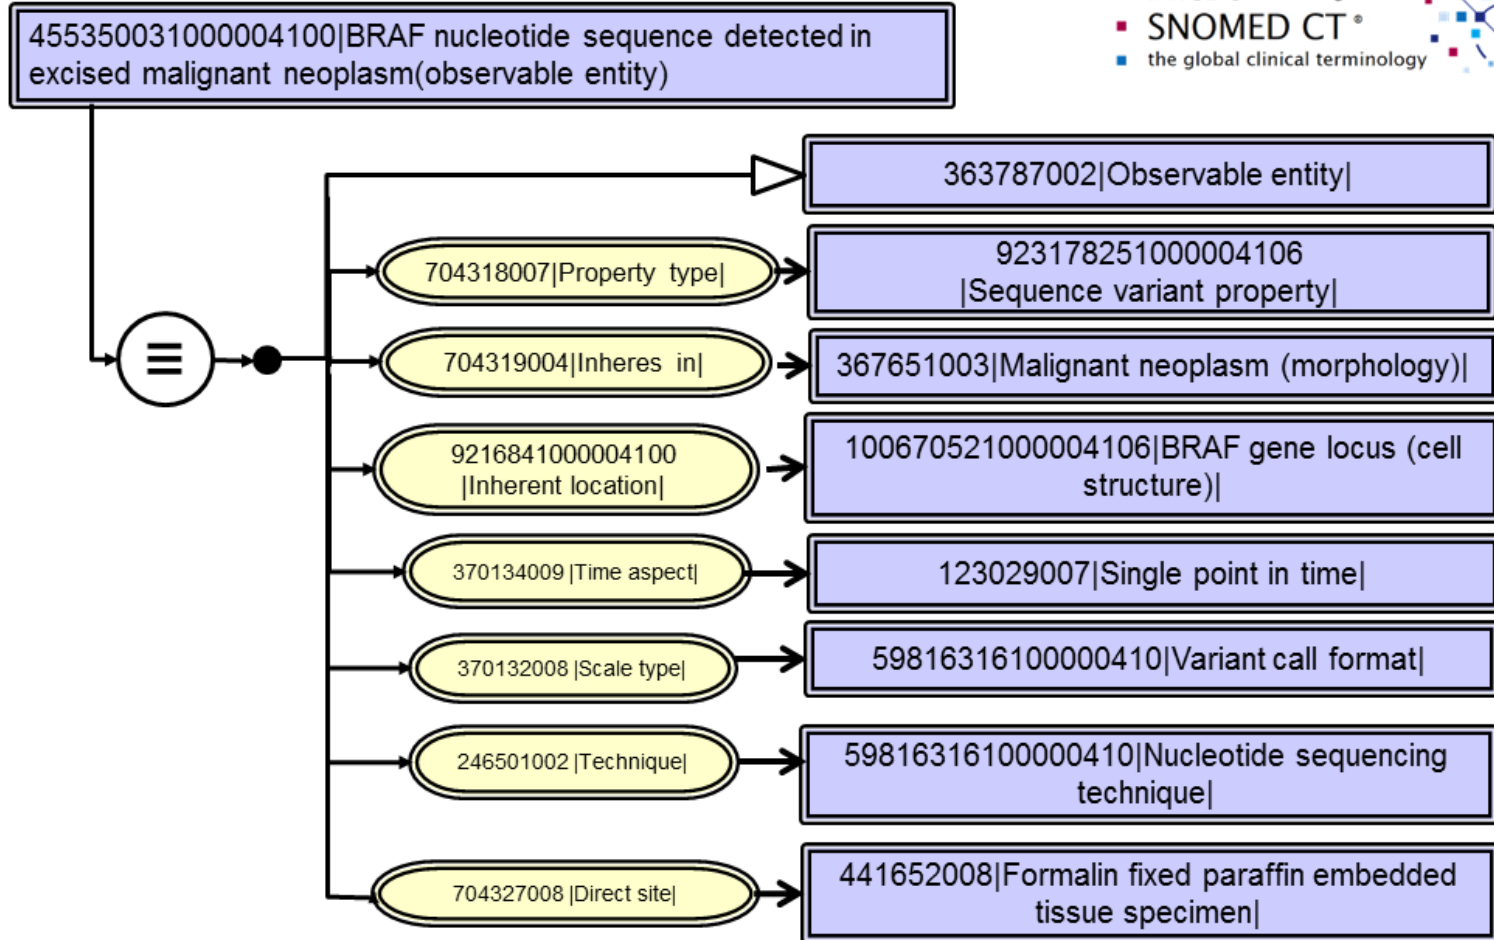 455350031000004100|BRAF nucleotide sequence detected in
excised malignant neoplasm(observable entity)
SNOMED CT®
the global clinical terminology
363787002|Observable entity|
704318007|Property type|
923178251000004106
|Sequence variant property|
704319004|Inheres in|
367651003|Malignant neoplasm (morphology)|
9216841000004100
|Inherent location|
100670521000004106|BRAF gene locus (cell
structure)|
370134009|Time aspect|
123029007|Single point in time|
370132008|Scale type|
59816316100000410|Variant call format|
246501002|Technique|
59816316100000410|Nucleotide sequencing
technique|
704327008|Direct site|
441652008|Formalin fixed paraffin embedded
tissue specimen|